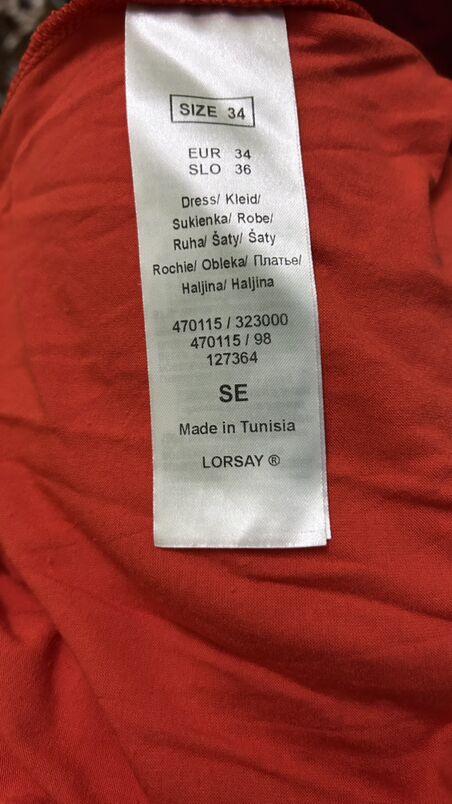 SIZE 34
EUR 34
SLO 36
Dress/ Kleid/
Sukienka/ Robe/
Ruha/ Šaty/ Šaty
Rochie/ Obleka/ Платье/
Haljina/ Haljina
470115 / 323000
470115 / 98
127364
SE
Made in Tunisia
LORSAY ®